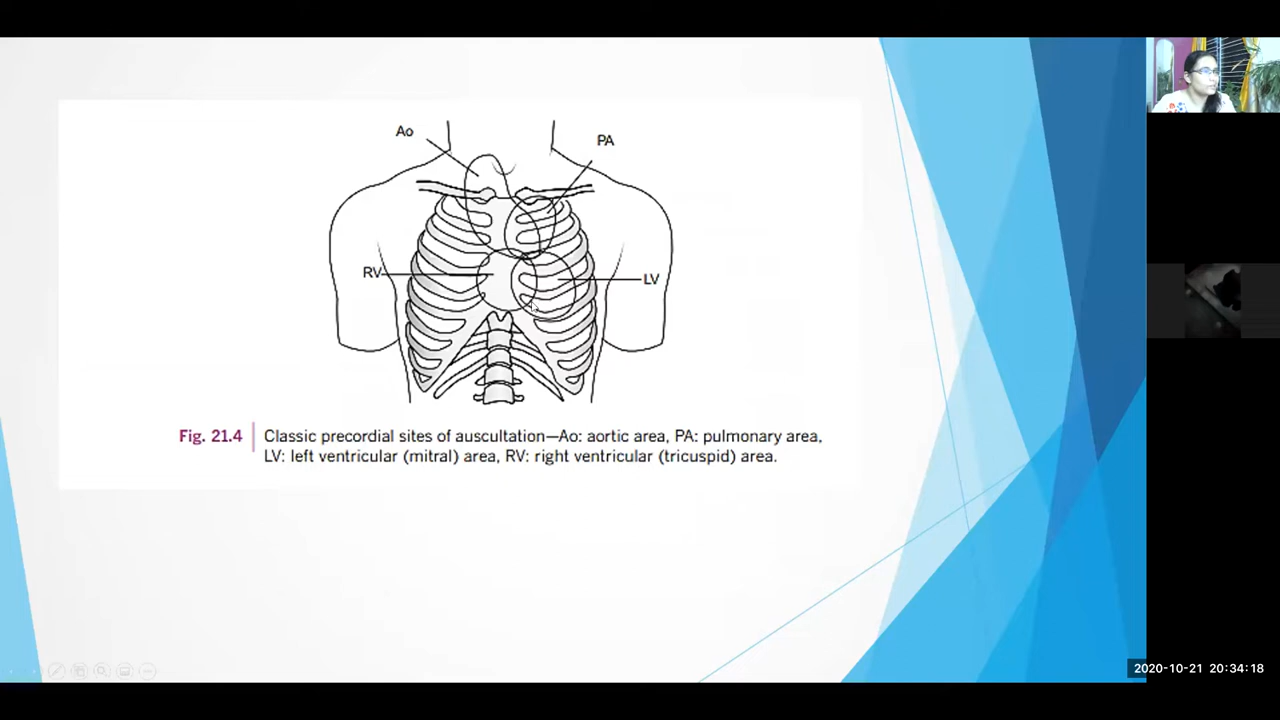 Ao
PA
RV
LV
Fig. 21.4
Classic precordial sites of auscultation—Ao: aortic area, PA: pulmonary area,
LV: left ventricular (mitral) area, RV: right ventricular (tricuspid) area.
2020-10-21 20:34:18